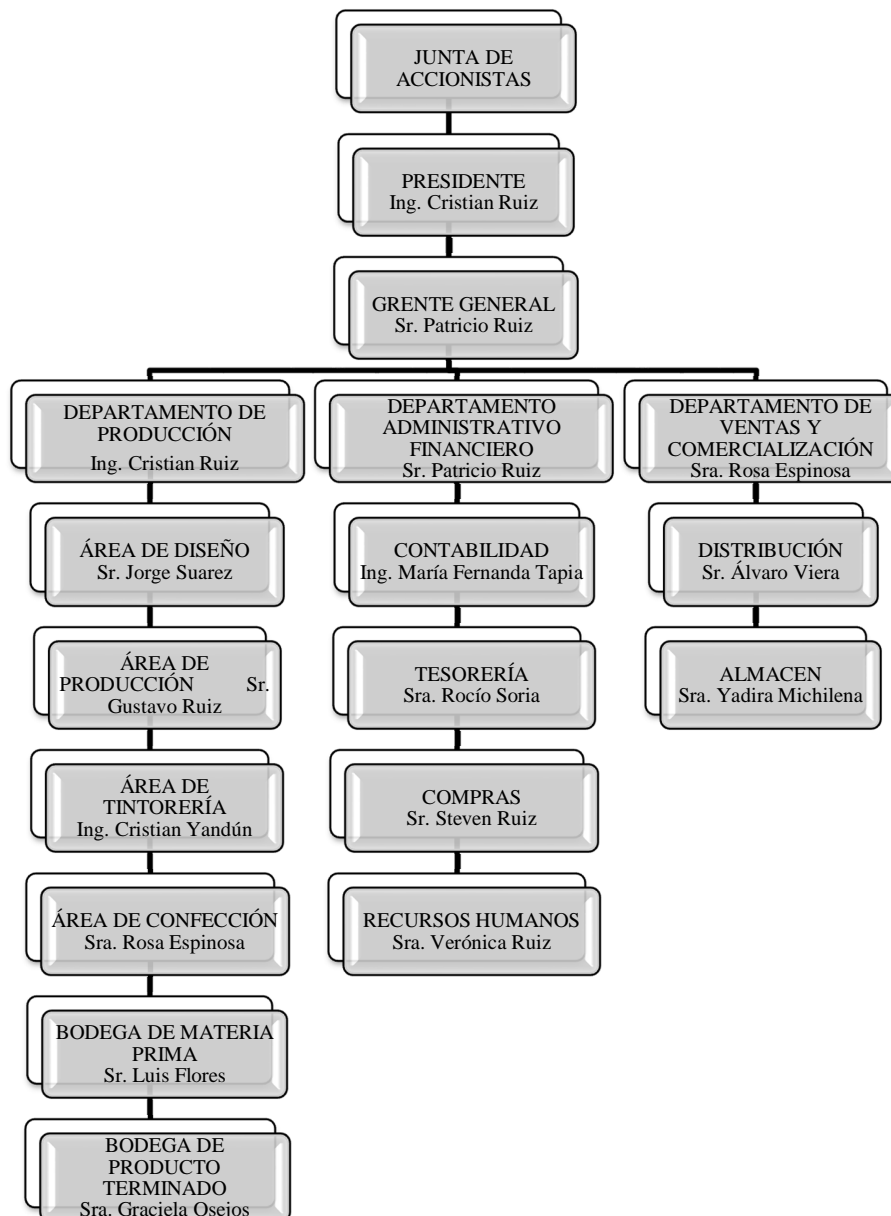 JUNTA DE
ACCIONISTAS
PRESIDENTE
Ing. Cristian Ruiz
GRENTE GENERAL
Sr. Patricio Ruiz
DEPARTAMENTO DE
PRODUCCIÓN
Ing. Cristian Ruiz
ÁREA DE DISEÑO
Sr. Jorge Suarez
ÁREA DE
PRODUCCIÓN Sr.
Gustavo Ruiz
ÁREA DE
TINTORERÍA
Ing. Cristian Yandún
ÁREA DE CONFECCIÓN
Sra. Rosa Espinosa
BODEGA DE MATERIA
PRIMA
Sr. Luis Flores
BODEGA DE
PRODUCTO
TERMINADO
Sra. Graciela Osejos
DEPARTAMENTO
ADMINISTRATIVO
FINANCIERO
Sr. Patricio Ruiz
CONTABILIDAD
Ing. María Fernanda Tapia
TESORERÍA
Sra. Rocío Soria
COMPRAS
Sr. Steven Ruiz
RECURSOS HUMANOS
Sra. Verónica Ruiz
DEPARTAMENTO DE
VENTAS Y
COMERCIALIZACIÓN
Sra. Rosa Espinosa
DISTRIBUCIÓN
Sr. Álvaro Viera
ALMACEN
Sra. Yadira Michilena